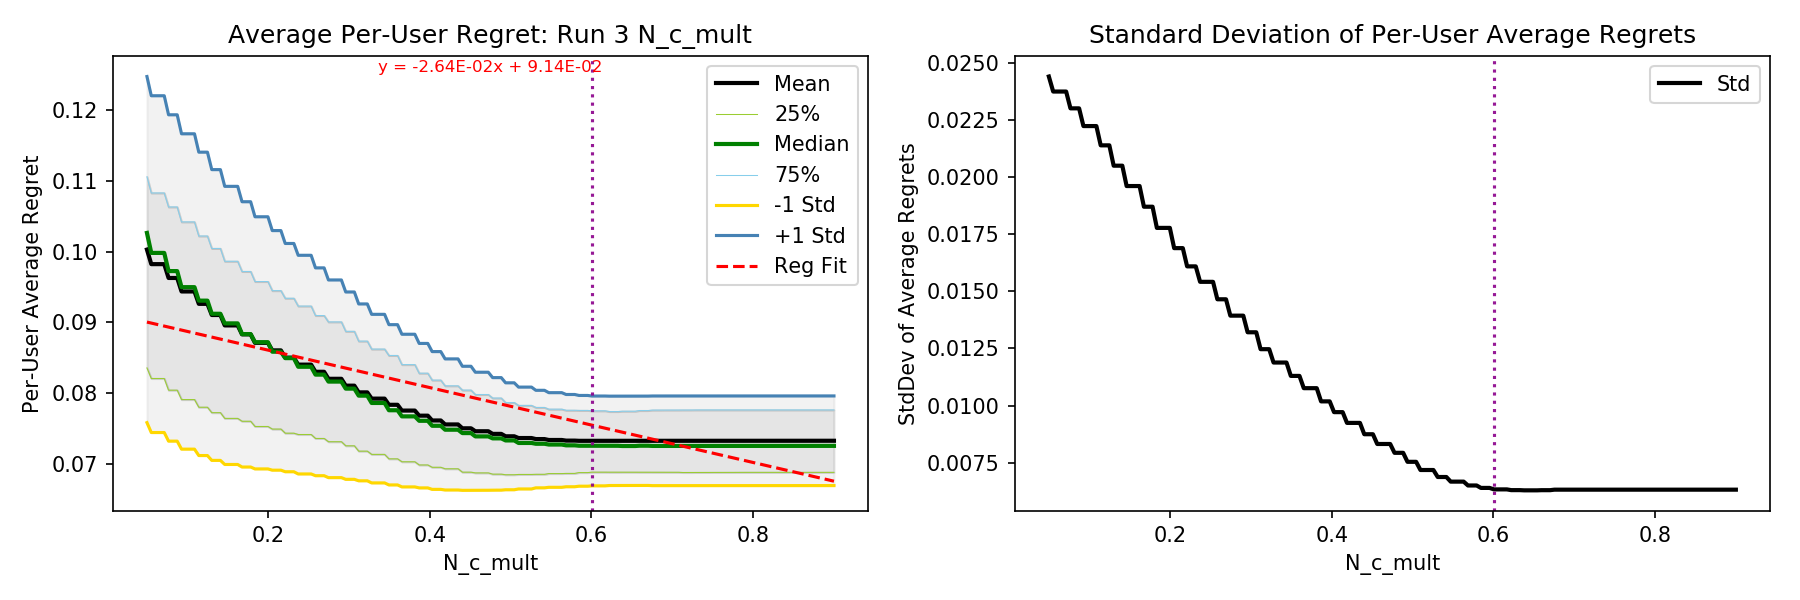 Average Per-User Regret: Run 3 N_c_mult
y = -2.64E-02x + 9.14E-02
Mean
25%
Median
75%
-1 Std
+1 Std
Reg Fit
Per-User Average Regret
0.12
0.11
0.10
0.09
0.08
0.07
0.2
0.4
0.6
0.8
N_c_mult
Standard Deviation of Per-User Average Regrets
Std
StdDev of Average Regrets
0.0250
0.0225
0.0200
0.0175
0.0150
0.0125
0.0100
0.0075
0.2
0.4
0.6
0.8
N_c_mult